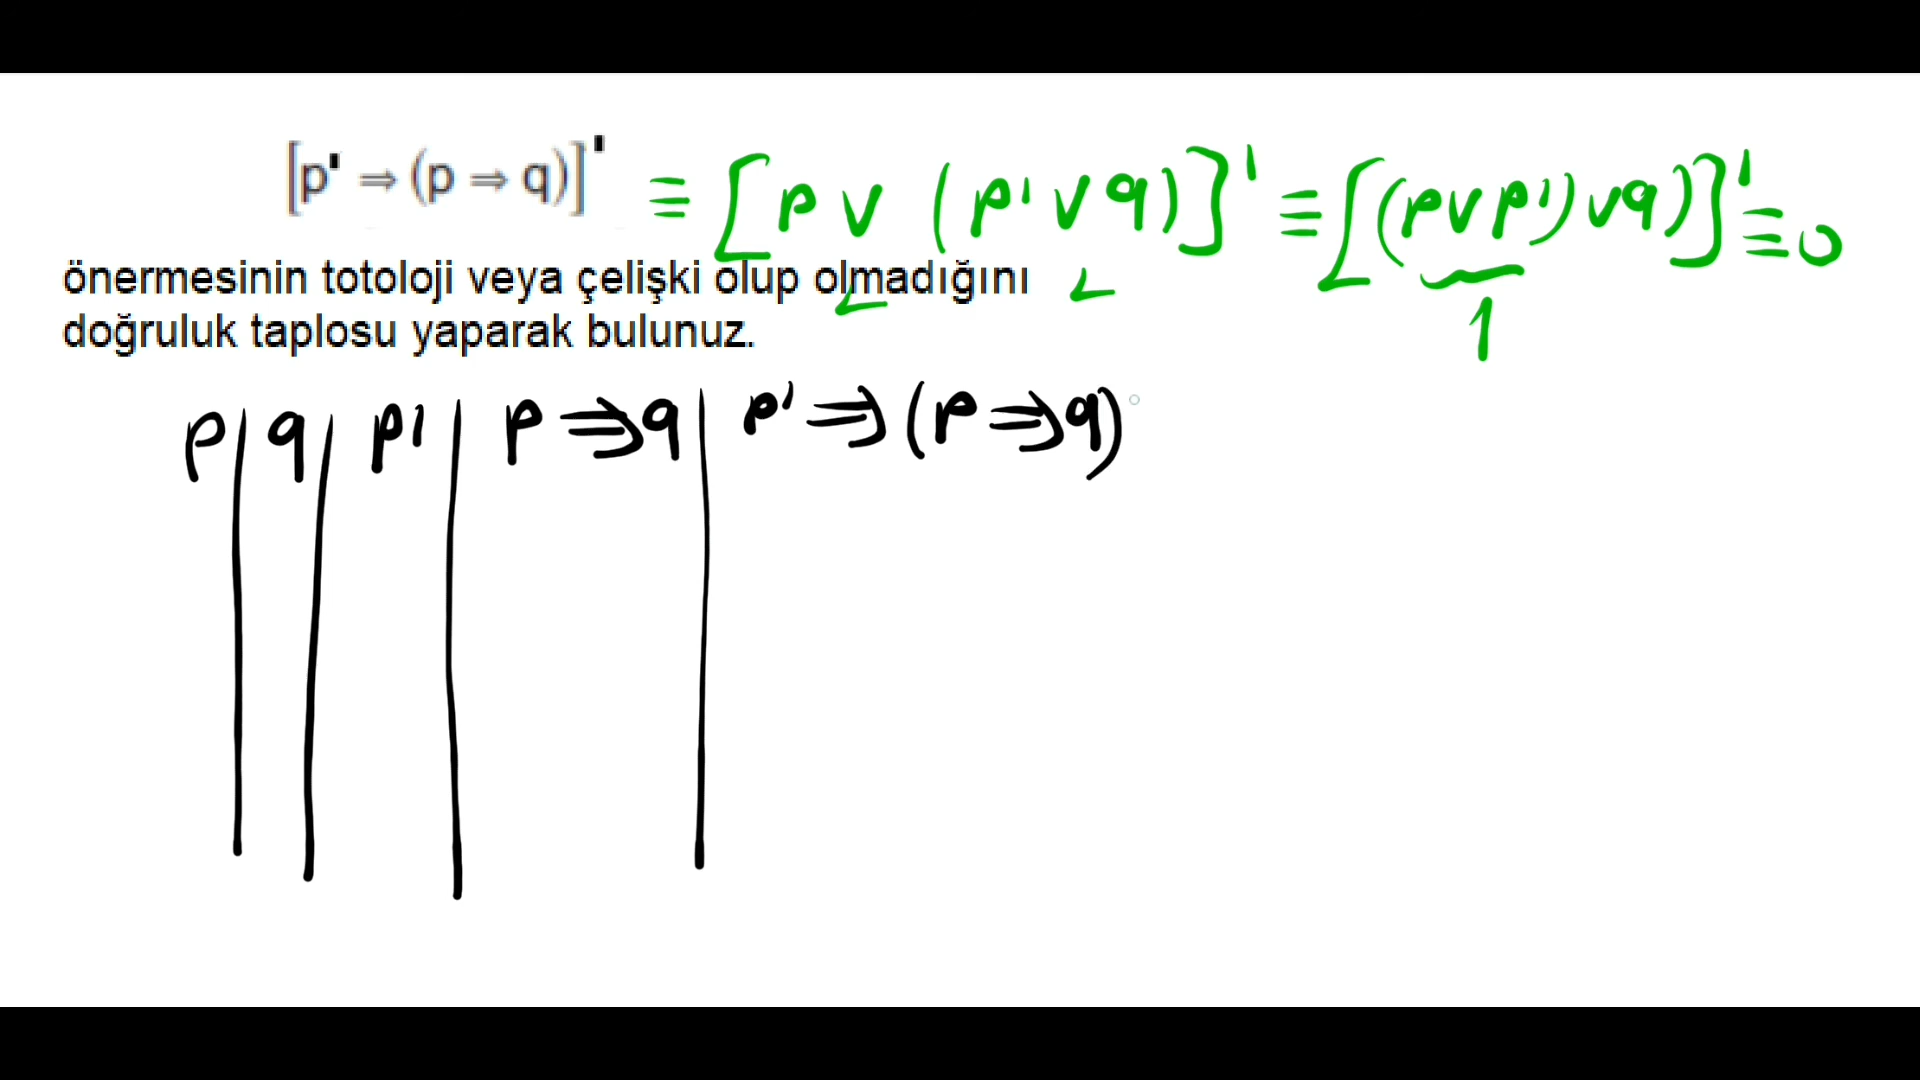 [p' ⇒ (p ⇒ q)]' ≡ [p ∨ (p' ∨ q)]' ≡ [(p ∨ p') ∨ q)]' ≡ 0
1
önermesinin totoloji veya çelişki olup olmadığını
doğruluk taplosu yaparak bulunuz.
p | q | p' | p ⇒ q | p' ⇒ (p ⇒ q)